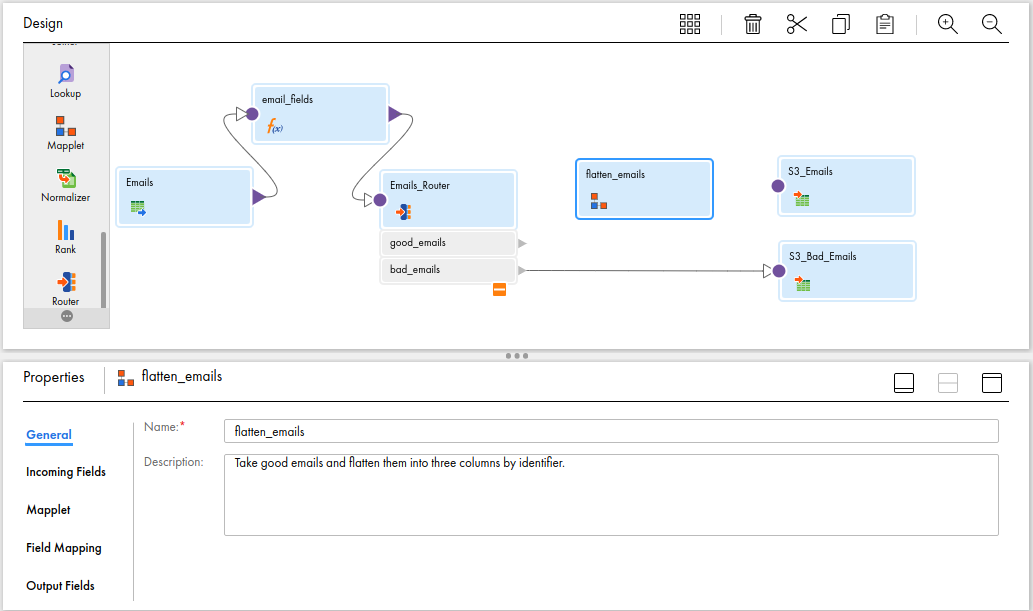 Design
Lookup
Mapplet
Normalizer
Rank
Router
email_fields
f(x)
Emails
Emails_Router
good_emails
bad_emails
flatten_emails
S3_Emails
S3_Bad_Emails
Properties
flatten_emails
General
Incoming Fields
Mapplet
Field Mapping
Output Fields
Name:*
flatten_emails
Description:
Take good emails and flatten them into three columns by identifier.